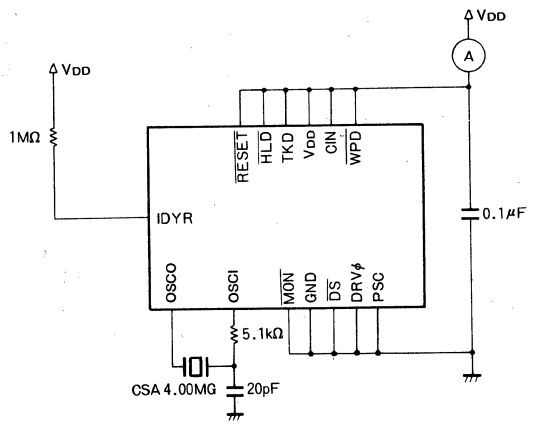 VDD
A
VDD
1MΩ
RESET
HLD
TKD
VDD
CIN
WPD
IDYR
0.1μF
OSCO
OSCI
MON
GND
DS
DRVφ
PSC
5.1kΩ
CSA 4.00MG
20pF